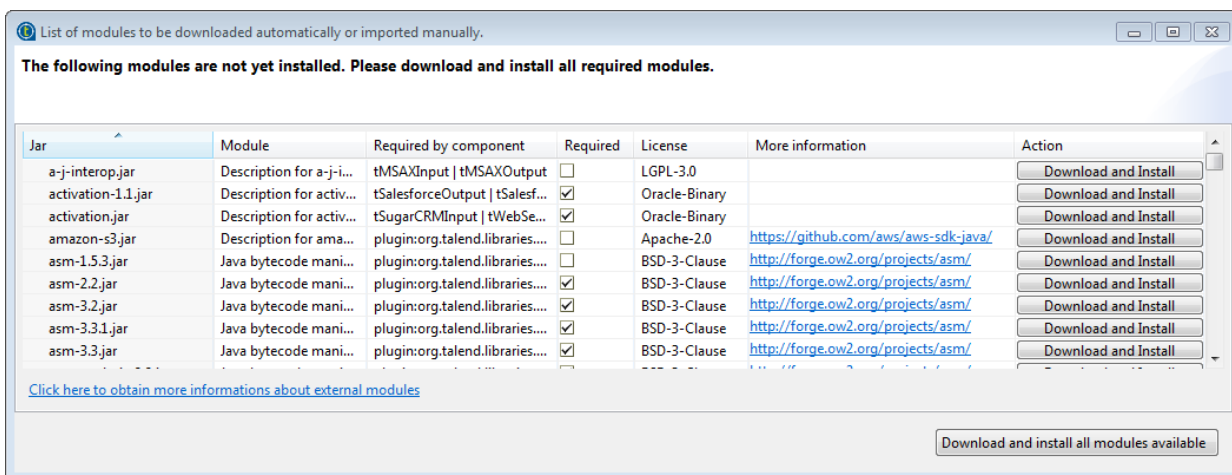 List of modules to be downloaded automatically or imported manually.
The following modules are not yet installed. Please download and install all required modules.
Jar Module Required by component Required License More information Action
a-j-interop.jar Description for a-j-i... tMSAXInput | tMSAXOutput LGPL-3.0 Download and Install
activation-1.1.jar Description for activ... tSalesforceOutput | tSalesf... Oracle-Binary Download and Install
activation.jar Description for activ... tSugarCRMInput | tWebSe... Oracle-Binary Download and Install
amazon-s3.jar Description for ama... plugin:org.talend.libraries.... Apache-2.0 https://github.com/aws/aws-sdk-java/ Download and Install
asm-1.5.3.jar Java bytecode mani... plugin:org.talend.libraries.... BSD-3-Clause http://forge.ow2.org/projects/asm/ Download and Install
asm-2.2.jar Java bytecode mani... plugin:org.talend.libraries.... BSD-3-Clause http://forge.ow2.org/projects/asm/ Download and Install
asm-3.2.jar Java bytecode mani... plugin:org.talend.libraries.... BSD-3-Clause http://forge.ow2.org/projects/asm/ Download and Install
asm-3.3.1.jar Java bytecode mani... plugin:org.talend.libraries.... BSD-3-Clause http://forge.ow2.org/projects/asm/ Download and Install
asm-3.3.jar Java bytecode mani... plugin:org.talend.libraries.... BSD-3-Clause http://forge.ow2.org/projects/asm/ Download and Install
Click here to obtain more informations about external modules
Download and install all modules available